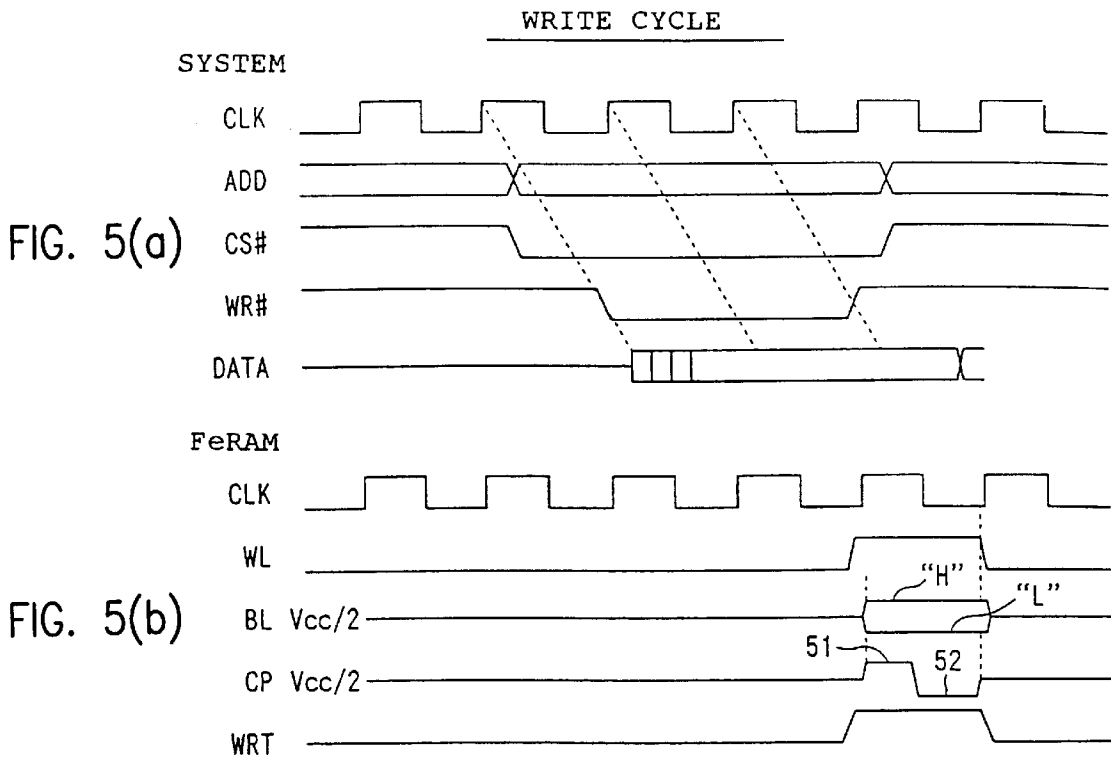 WRITE CYCLE
SYSTEM
CLK
ADD
FIG. 5(a)
CS#
WR#
DATA
FeRAM
CLK
WL
FIG. 5(b)
BL Vcc/2
“H”
“L”
CP Vcc/2
51
52
WRT